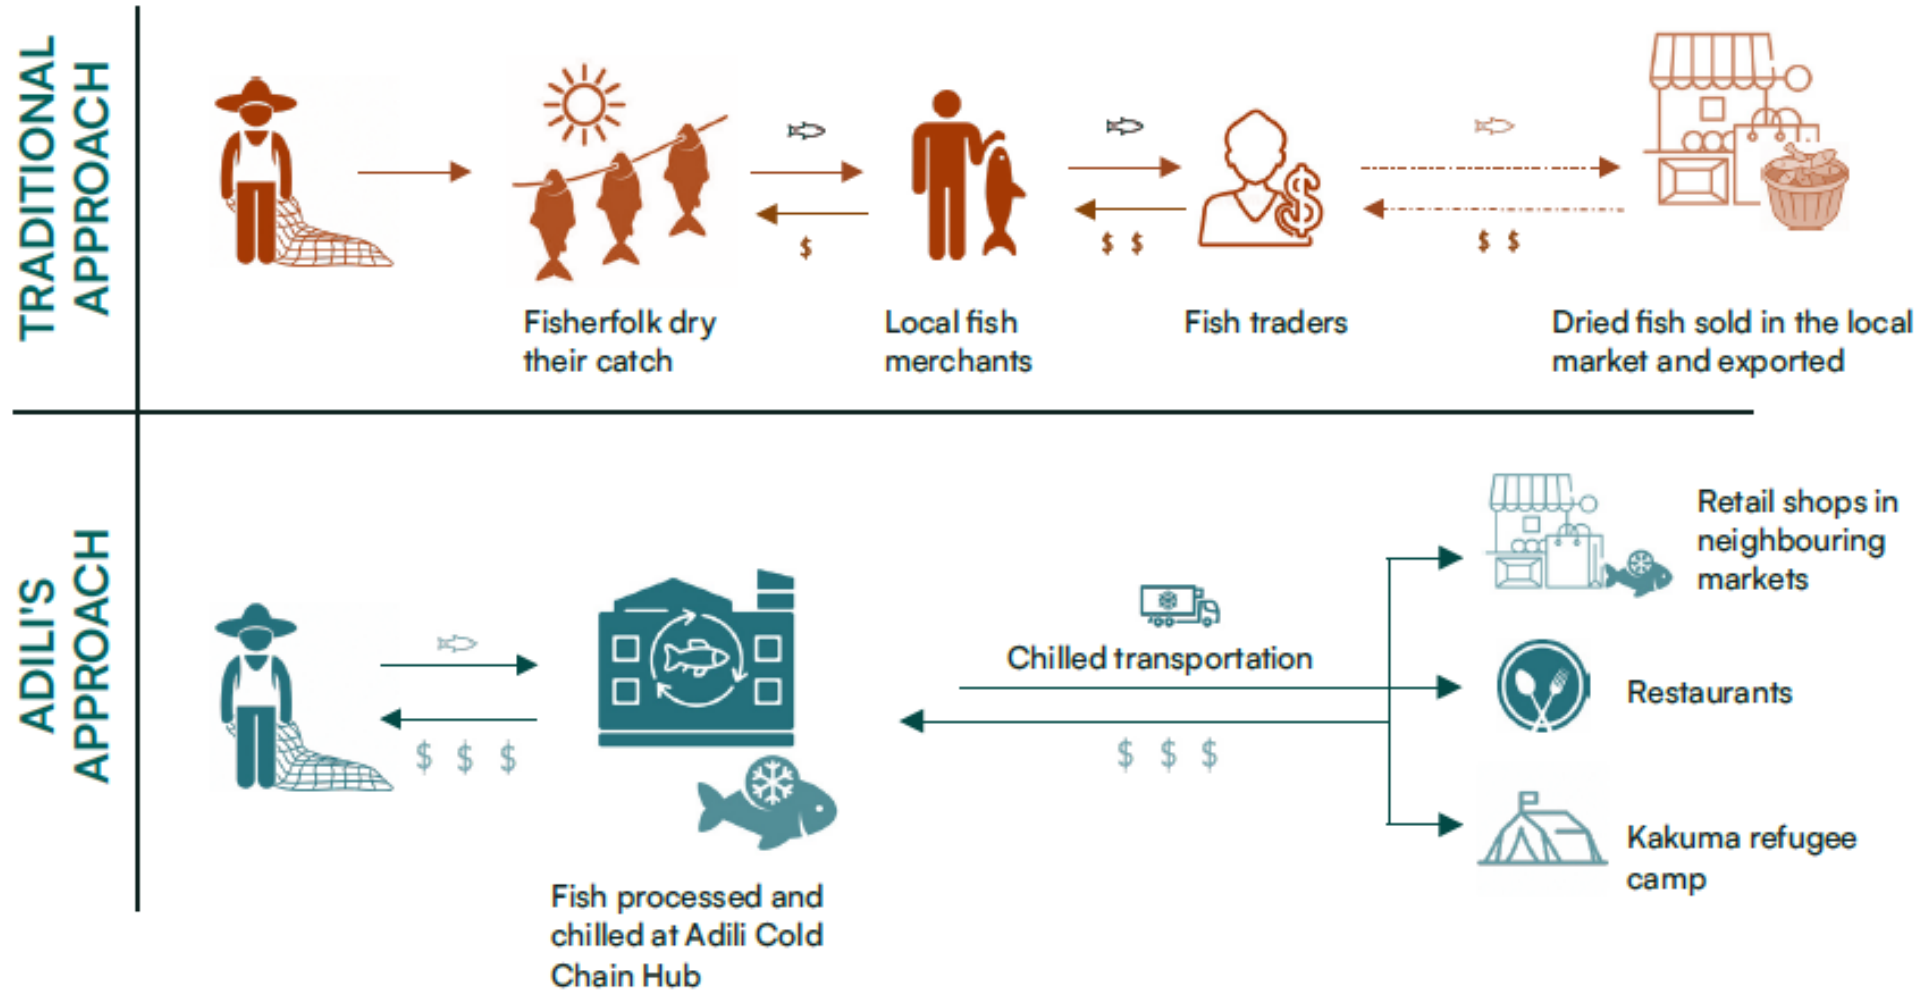 TRADITIONAL
APPROACH
$
$ $
$
$ $
Fisherfolk dry
their catch
Local fish
merchants
Fish traders
Dried fish sold in the local
market and exported
ADILI'S
APPROACH
$ $ $
Fish processed and
chilled at Adili Cold
Chain Hub
Chilled transportation
$ $ $
Retail shops in
neighbouring
markets
Restaurants
Kakuma refugee
camp